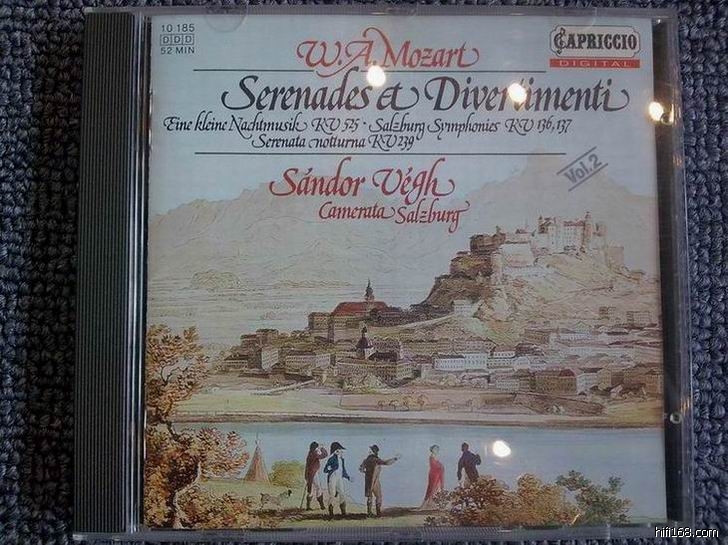 10 185
DDD
52 MIN
W.A. Mozart
CAPRICCIO
DIGITAL
Serenades et Divertimenti
Eine kleine Nachtmusik KV 525 · Salzburg Symphonies KV 136, 137
Serenata notturna KV 239
Vol. 2
Sándor Végh
Camerata Salzburg
hifi168.com